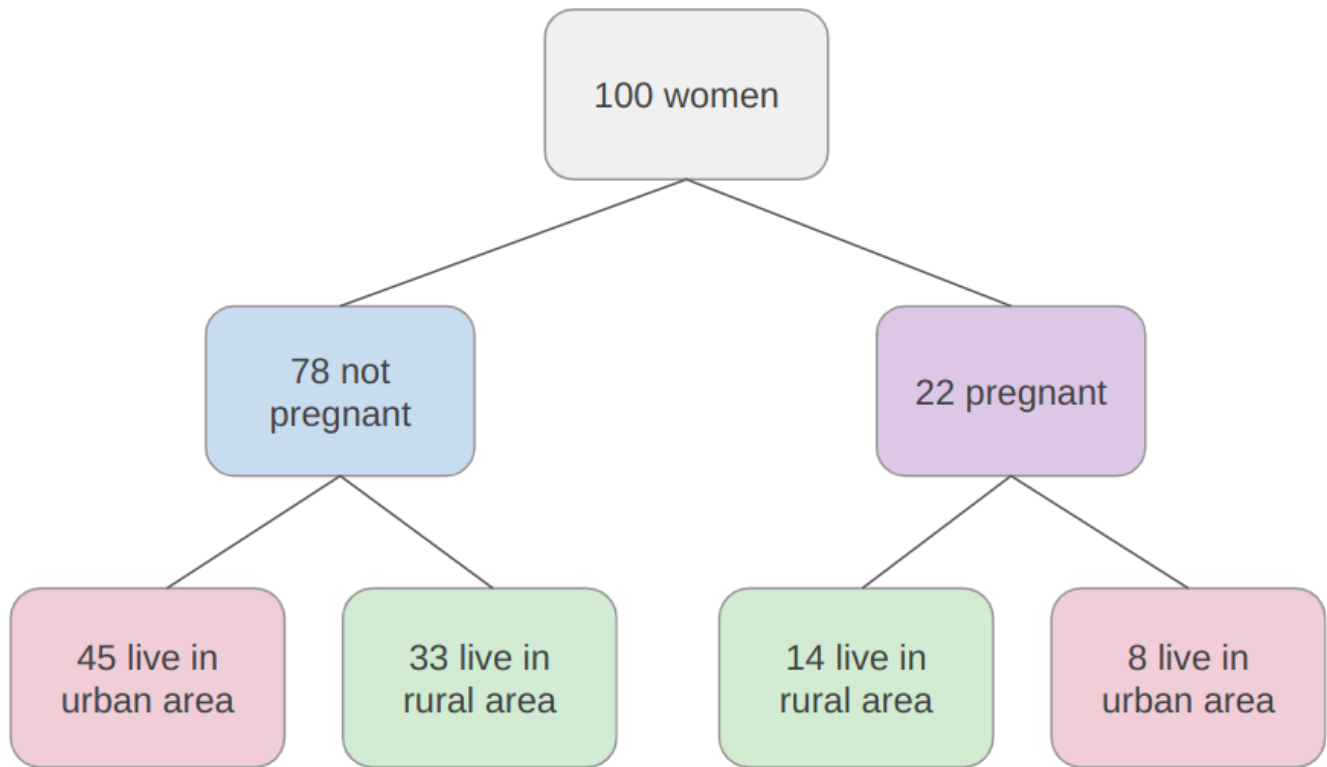 100 women
78 not
pregnant
22 pregnant
45 live in
urban area
33 live in
rural area
14 live in
rural area
8 live in
urban area